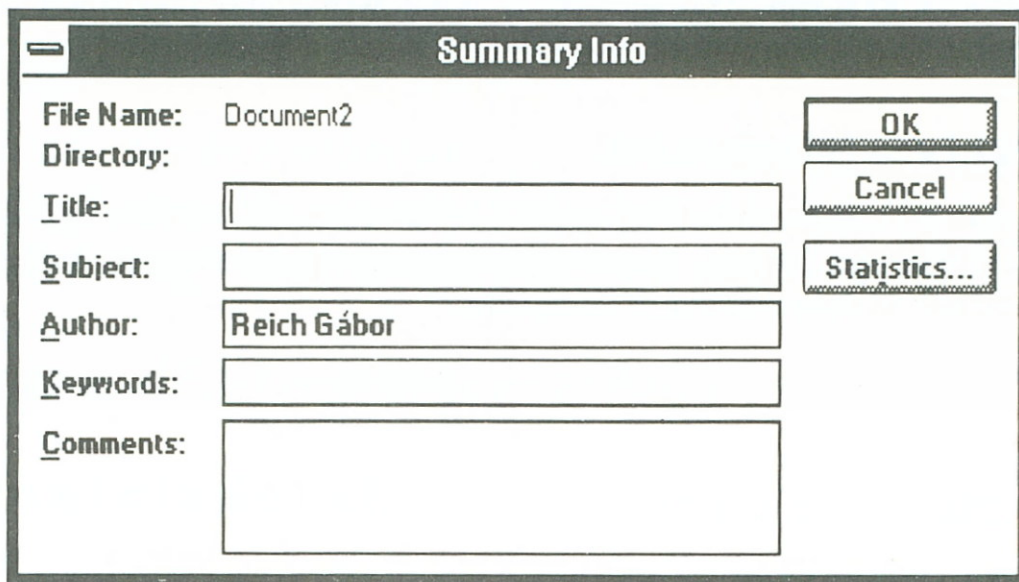 Summary Info
File Name: Document2
Directory:
Title:
Subject:
Author: Reich Gábor
Keywords:
Comments:
OK
Cancel
Statistics...